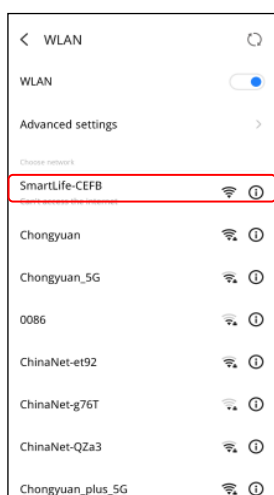 WLAN
WLAN
Advanced settings
Choose network
SmartLife-CEFB
Can't access the internet
Chongyuan
Chongyuan_5G
0086
ChinaNet-et92
ChinaNet-g76T
ChinaNet-QZa3
Chongyuan_plus_5G